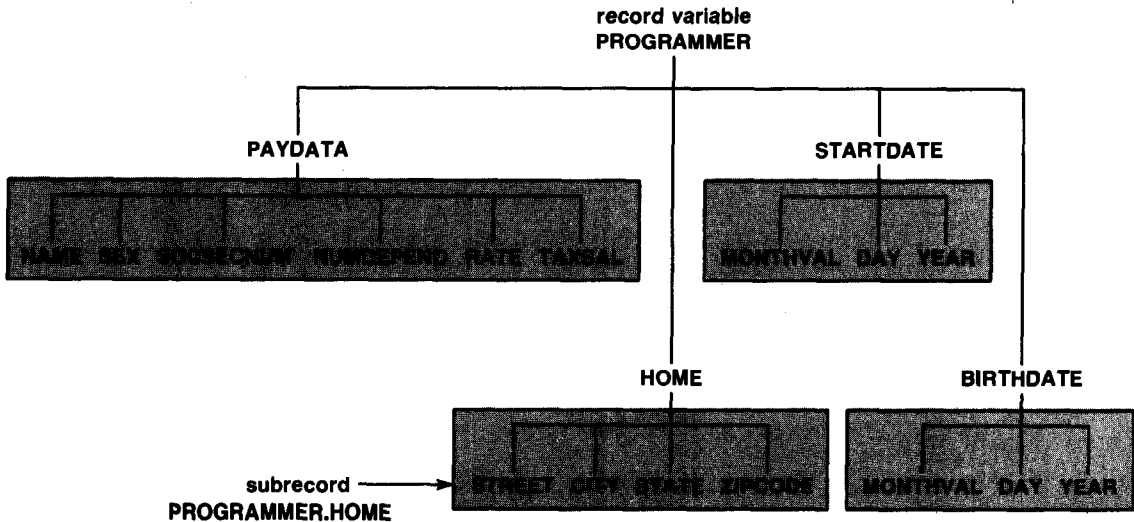 record variable
PROGRAMMER
PAYDATA
STARTDATE
NAME SEX SOCSECNUM NUMDEPEND RATE TAXSAL
MONTHVAL DAY YEAR
HOME
BIRTHDATE
STREET CITY STATE ZIPCODE
MONTHVAL DAY YEAR
subrecord
PROGRAMMER.HOME